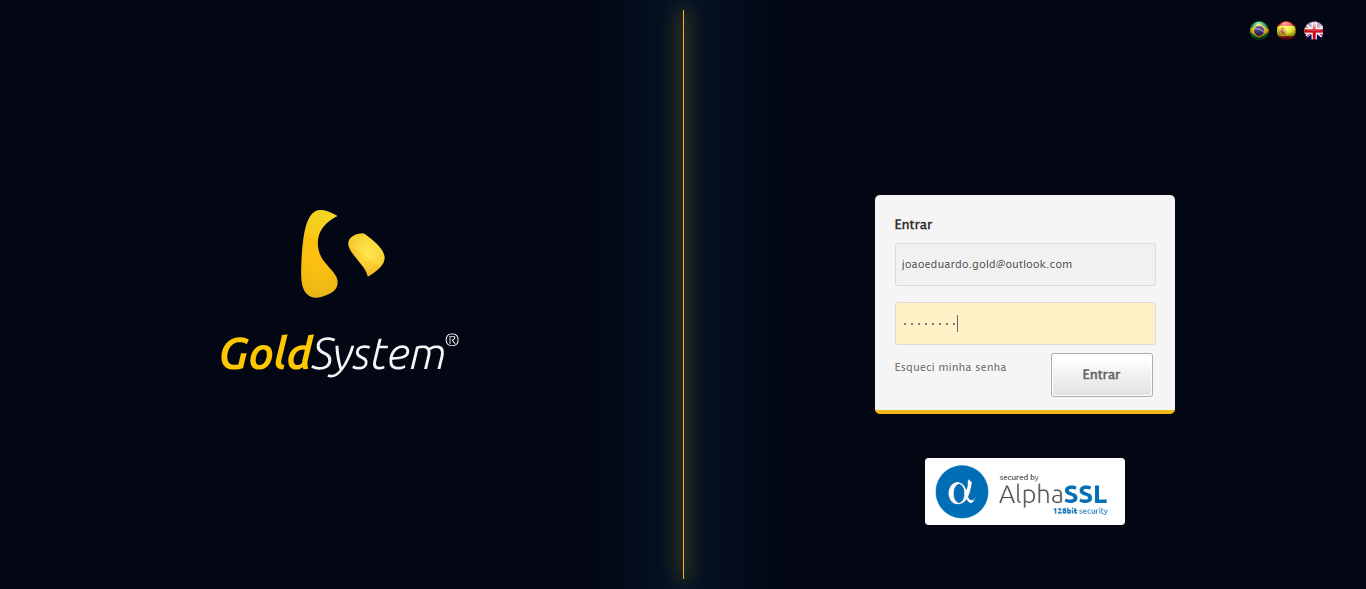 GoldSystem®
Entrar
joaoeduardo.gold@outlook.com
········
Esqueci minha senha
Entrar
secured by
AlphaSSL
128bit security